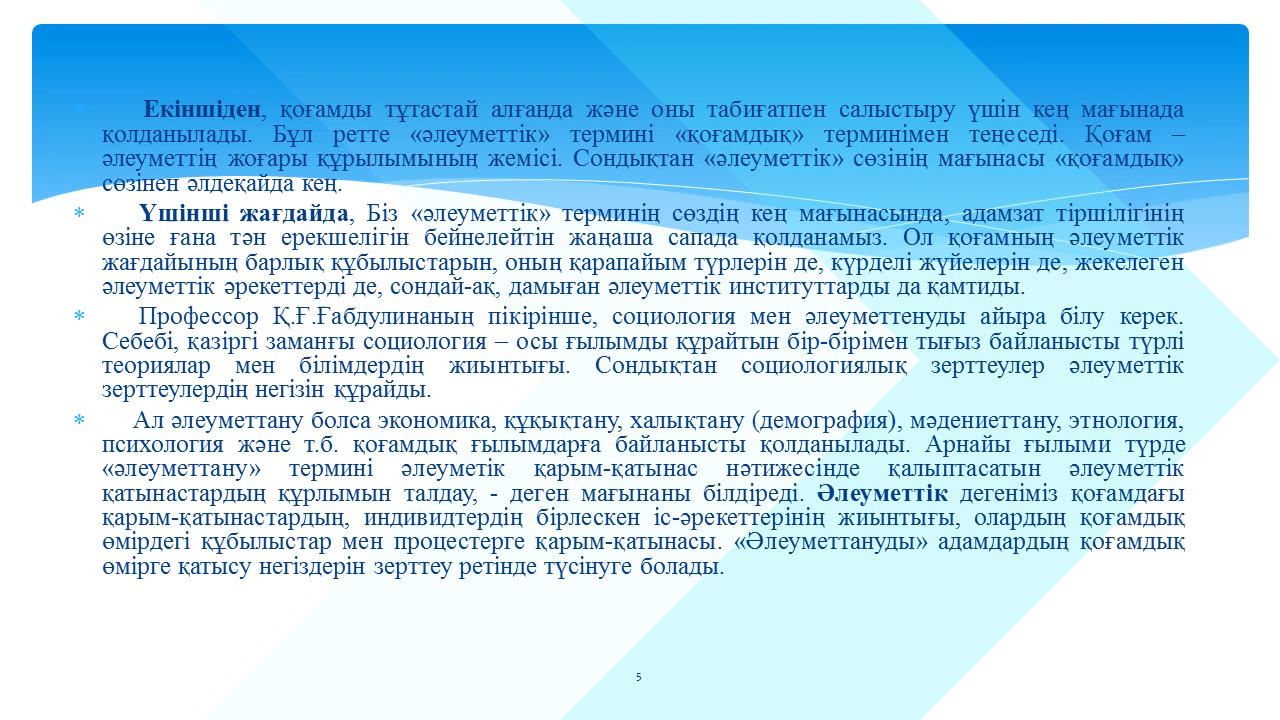 * Екіншіден, қоғамды тұтастай алғанда және оны табиғатпен салыстыру үшін кең мағынада
қолданылады. Бұл ретте «әлеуметтік» термині «қоғамдық» терминімен теңеседі. Қоғам –
әлеуметтің жоғары құрылымының жемісі. Сондықтан «әлеуметтік» сөзінің мағынасы «қоғамдық»
сөзінен әлдеқайда кең.
* Үшінші жағдайда, Біз «әлеуметтік» терминің сөздің кең мағынасында, адамзат тіршілігінің
өзіне ғана тән ерекшелігін бейнелейтін жаңаша сапада қолданамыз. Ол қоғамның әлеуметтік
жағдайының барлық құбылыстарын, оның қарапайым түрлерін де, күрделі жүйелерін де, жекелеген
әлеуметтік әрекеттерді де, сондай-ақ, дамыған әлеуметтік институттарды да қамтиды.
* Профессор Қ.Ғ.Ғабдулинаның пікірінше, социология мен әлеуметтенуды айыра білу керек.
Себебі, қазіргі заманғы социология – осы ғылымды құрайтын бір-бірімен тығыз байланысты түрлі
теориялар мен білімдердің жиынтығы. Сондықтан социологиялық зерттеулер әлеуметтік
зерттеулердің негізін құрайды.
* Ал әлеуметтану болса экономика, құқықтану, халықтану (демография), мәдениеттану, этнология,
психология және т.б. қоғамдық ғылымдарға байланысты қолданылады. Арнайы ғылыми түрде
«әлеуметтану» термині әлеуметік қарым-қатынас нәтижесінде қалыптасатын әлеуметтік
қатынастардың құрлымын талдау, - деген мағынаны білдіреді. Әлеуметтік дегеніміз қоғамдағы
қарым-қатынастардың, индивидтердің бірлескен іс-әрекеттерінің жиынтығы, олардың қоғамдық
өмірдегі құбылыстар мен процестерге қарым-қатынасы. «Әлеуметтануды» адамдардың қоғамдық
өмірге қатысу негіздерін зерттеу ретінде түсінуге болады.
5